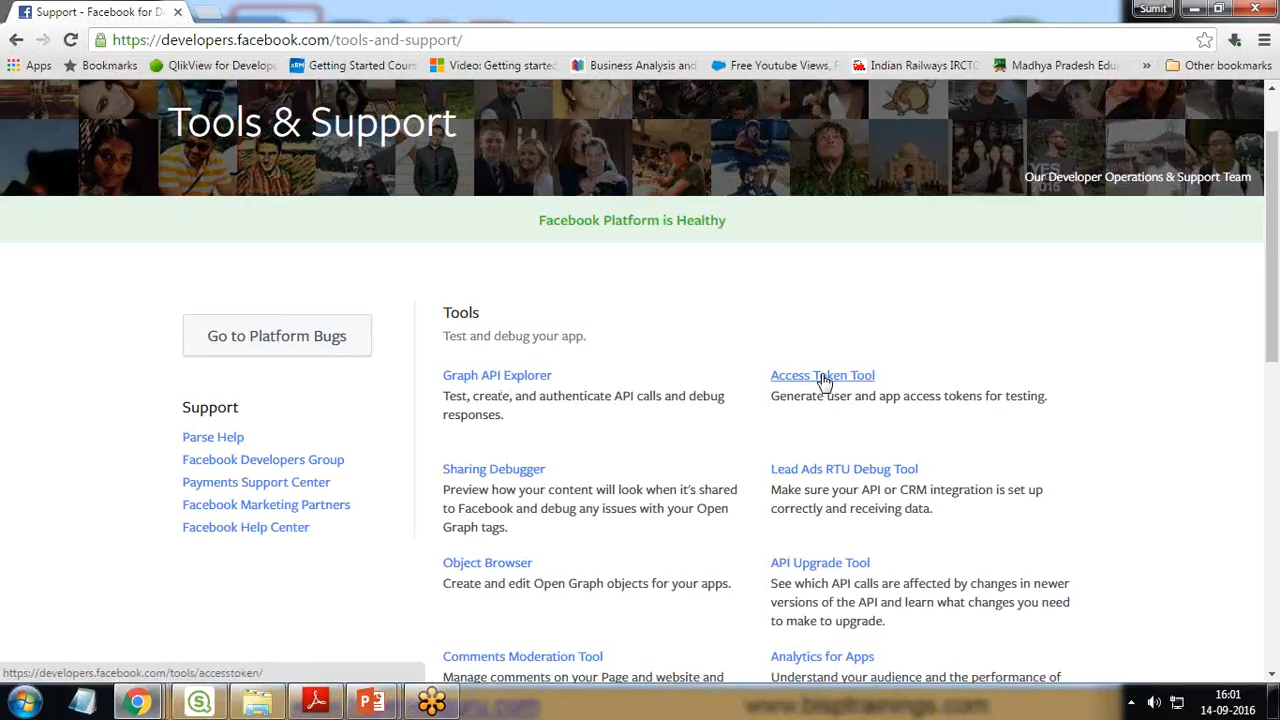 Support - Facebook for D
Sumit
https://developers.facebook.com/tools-and-support/
Apps
Bookmarks
QlikView for Develope
Getting Started Cours
Video: Getting started
Business Analysis and
Free Youtube Views, F
Indian Railways IRCTC
Madhya Pradesh Edu
Other bookmarks
Tools & Support
YES
2015
Our Developer Operations & Support Team
Facebook Platform is Healthy
Go to Platform Bugs
Support
Parse Help
Facebook Developers Group
Payments Support Center
Facebook Marketing Partners
Facebook Help Center
Tools
Test and debug your app.
Graph API Explorer
Test, create, and authenticate API calls and debug
responses.
Access Token Tool
Generate user and app access tokens for testing.
Sharing Debugger
Preview how your content will look when it's shared
to Facebook and debug any issues with your Open
Graph tags.
Lead Ads RTU Debug Tool
Make sure your API or CRM integration is set up
correctly and receiving data.
Object Browser
Create and edit Open Graph objects for your apps.
API Upgrade Tool
See which API calls are affected by changes in newer
versions of the API and learn what changes you need
to make to upgrade.
Comments Moderation Tool
Manage comments on your Page and website and
Analytics for Apps
Understand your audience and the performance of
https://developers.facebook.com/tools/accesstoken/
www.bisptrainings.com
16:01
14-09-2016